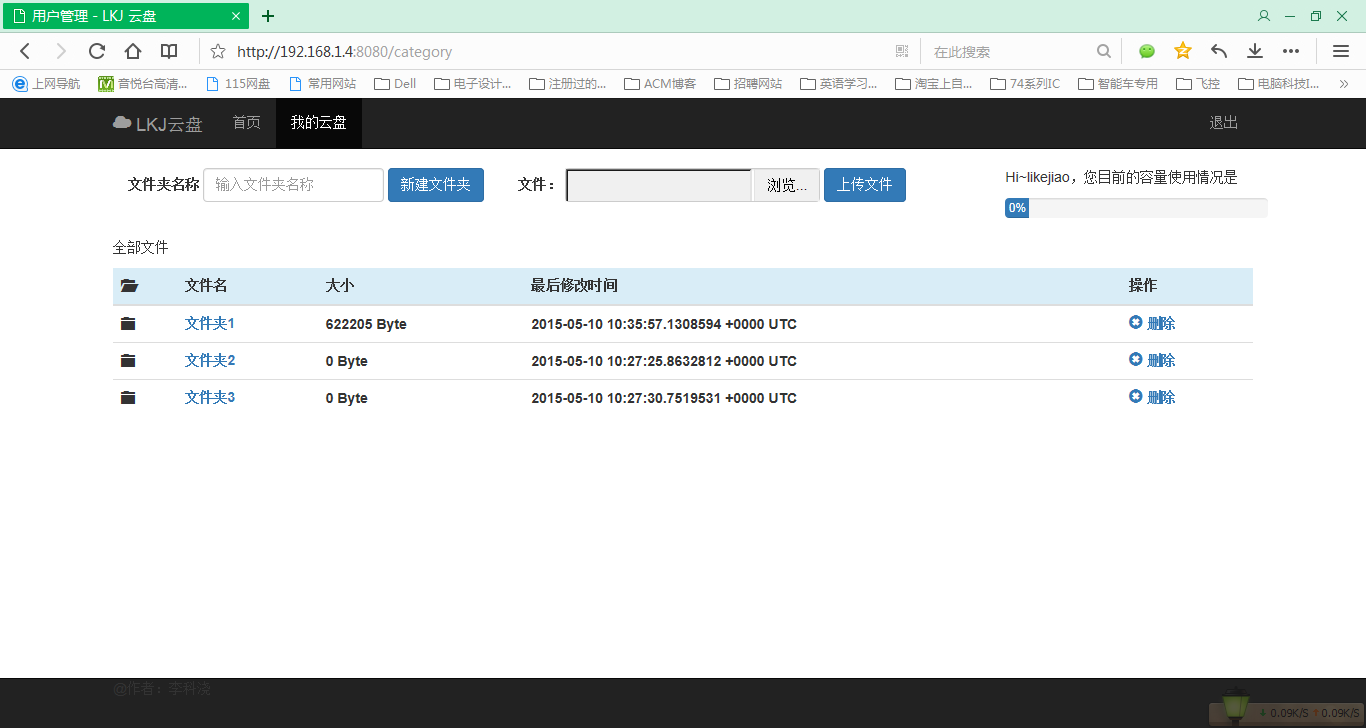 用户管理 - LKJ 云盘
http://192.168.1.4:8080/category
在此搜索
上网导航 音悦台高清... 115网盘 常用网站 Dell 电子设计... 注册过的... ACM博客 招聘网站 英语学习... 淘宝上自... 74系列IC 智能车专用 飞控 电脑科技I...
LKJ云盘 首页 我的云盘 退出
文件夹名称 输入文件夹名称 新建文件夹 文件： 浏览... 上传文件
Hi~likejiao，您目前的容量使用情况是
0%
全部文件
文件名 大小 最后修改时间 操作
文件夹1 622205 Byte 2015-05-10 10:35:57.1308594 +0000 UTC 删除
文件夹2 0 Byte 2015-05-10 10:27:25.8632812 +0000 UTC 删除
文件夹3 0 Byte 2015-05-10 10:27:30.7519531 +0000 UTC 删除
@作者：李科浇
↓ 0.09K/S ↑ 0.09K/S